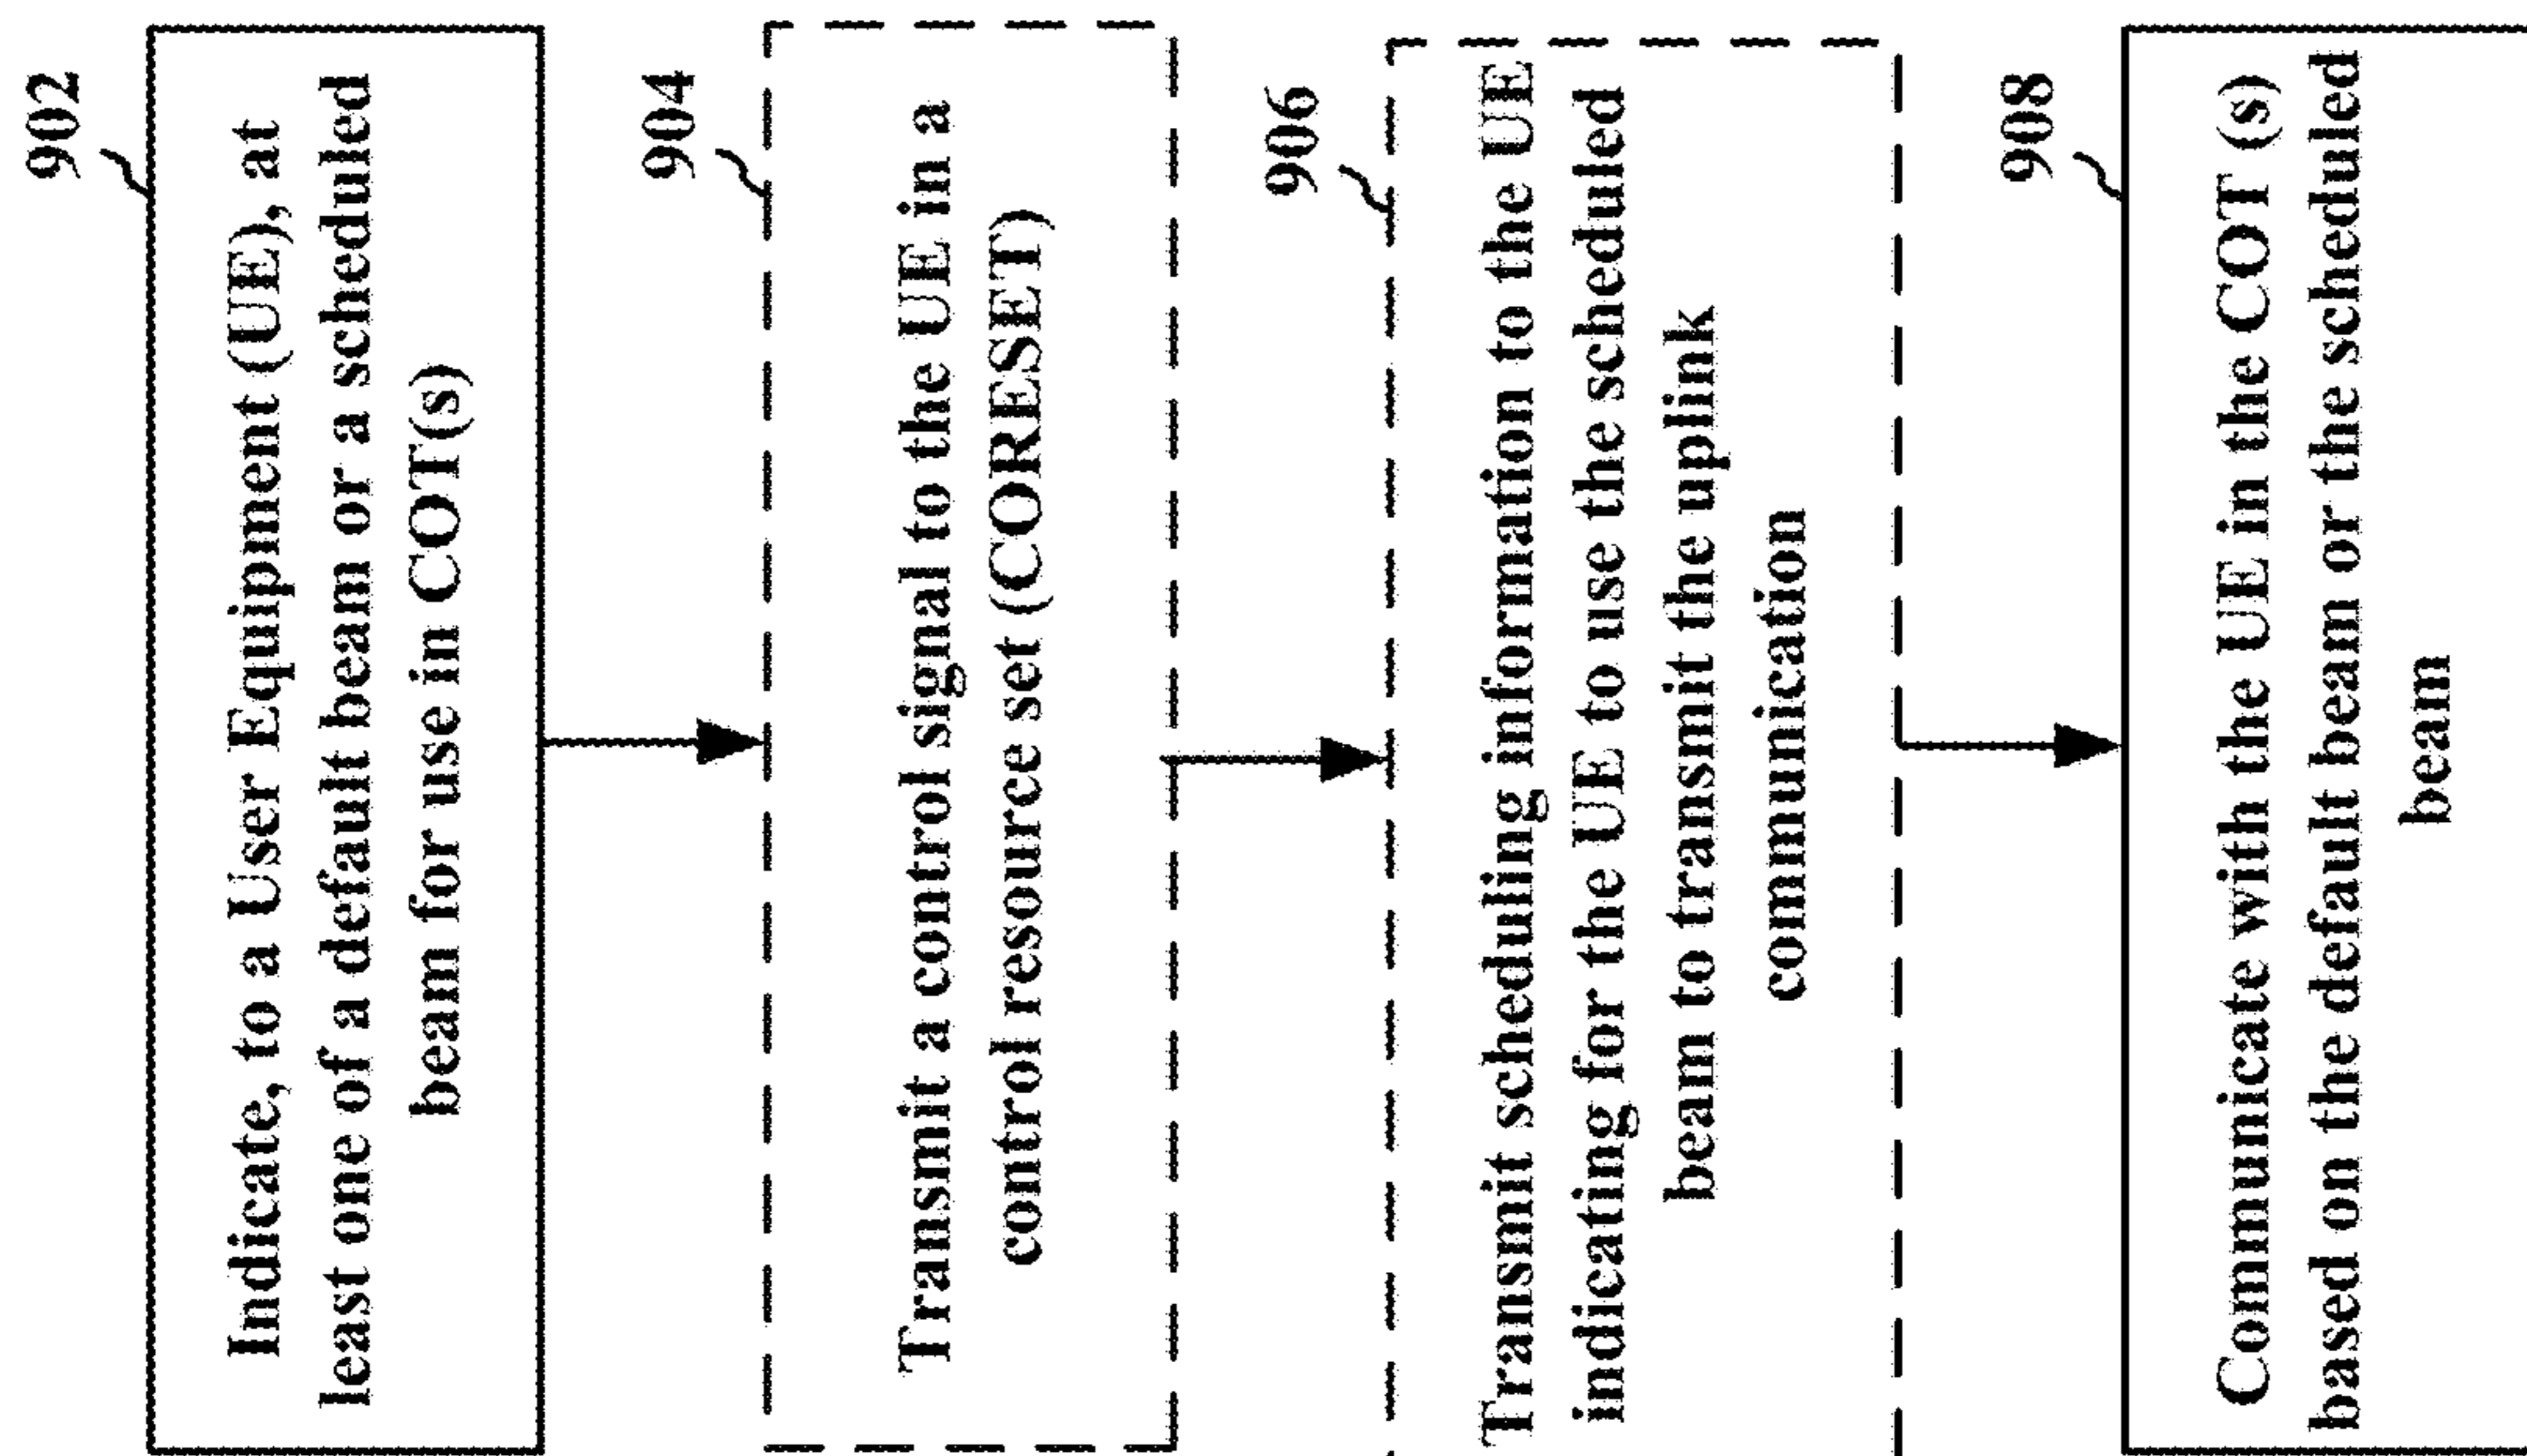 902
Indicate, to a User Equipment (UE), at
least one of a default beam or a scheduled
beam for use in COT(s)
904
Transmit a control signal to the UE in a
control resource set (CORESET)
906
Transmit scheduling information to the UE
indicating for the UE to use the scheduled
beam to transmit the uplink
communication
908
Communicate with the UE in the COT (s)
based on the default beam or the scheduled
beam